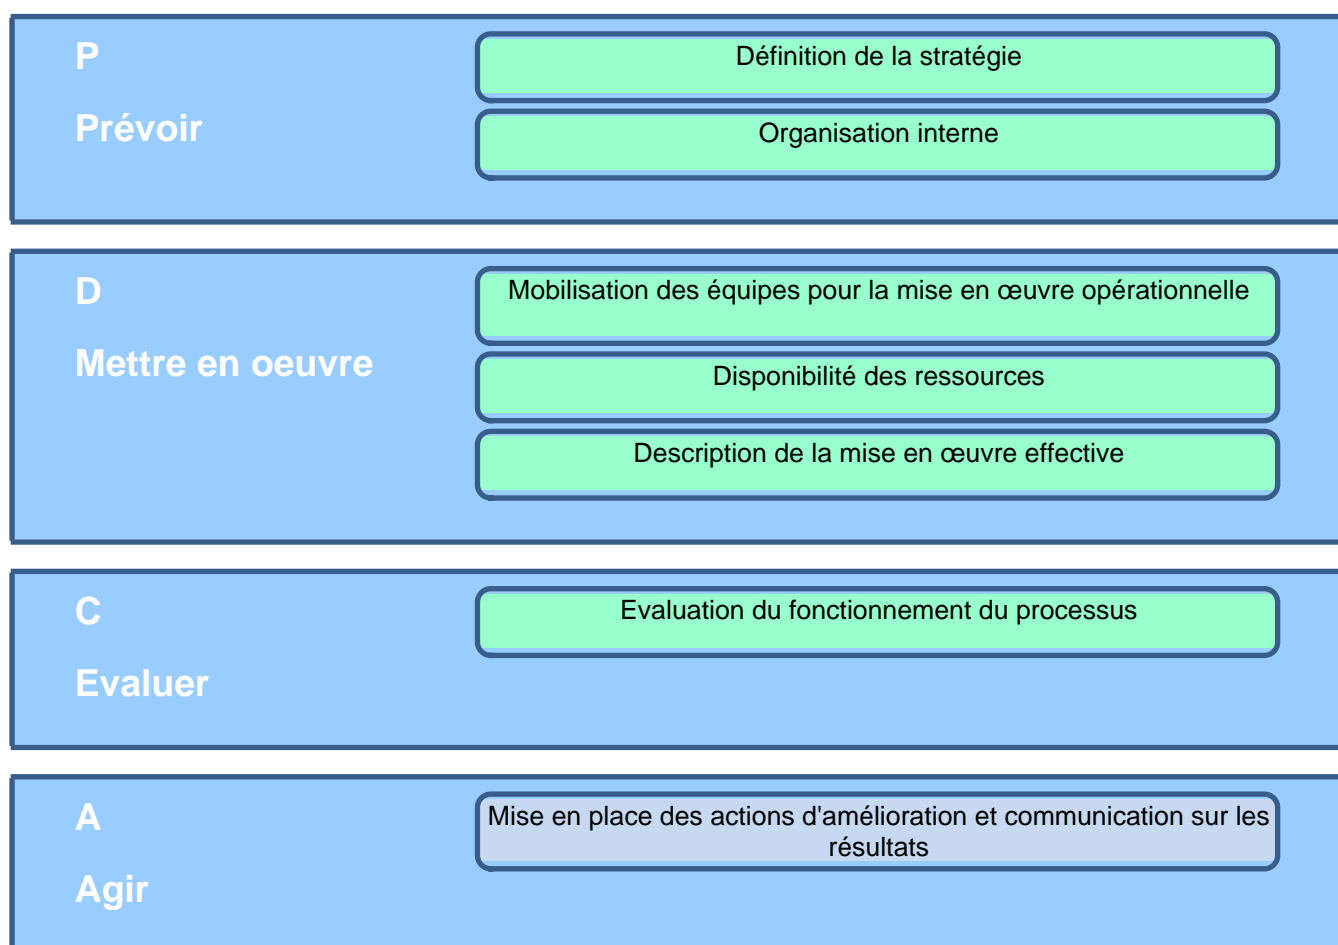 P
Prévoir
Définition de la stratégie
Organisation interne
D
Mettre en oeuvre
Mobilisation des équipes pour la mise en œuvre opérationnelle
Disponibilité des ressources
Description de la mise en œuvre effective
C
Evaluer
Evaluation du fonctionnement du processus
A
Agir
Mise en place des actions d'amélioration et communication sur les
résultats